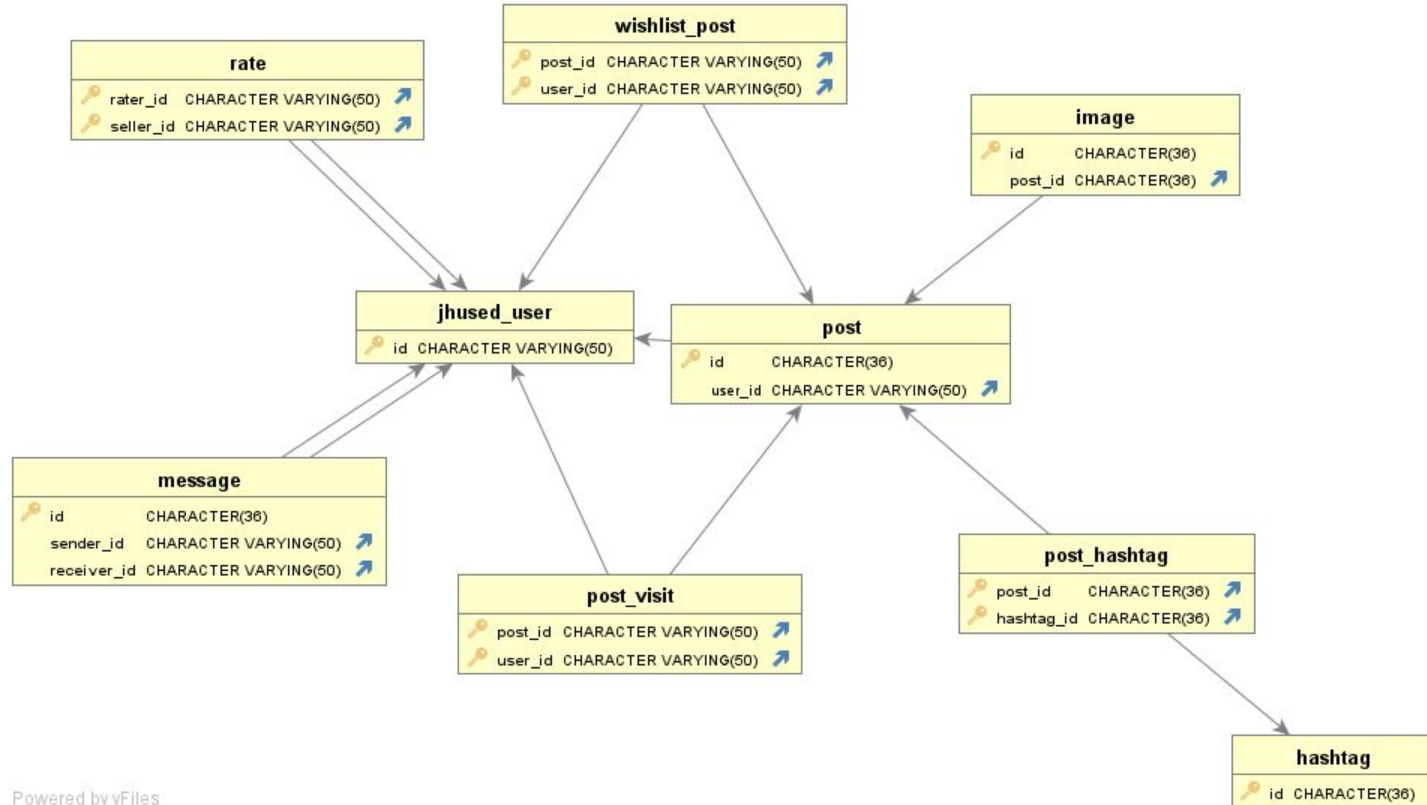 wishlist_post
post_id CHARACTER VARYING(50)
user_id CHARACTER VARYING(50)
rate
rater_id CHARACTER VARYING(50)
seller_id CHARACTER VARYING(50)
image
id CHARACTER(36)
post_id CHARACTER(36)
jhused_user
id CHARACTER VARYING(50)
post
id CHARACTER(36)
user_id CHARACTER VARYING(50)
message
id CHARACTER(36)
sender_id CHARACTER VARYING(50)
receiver_id CHARACTER VARYING(50)
post_visit
post_id CHARACTER VARYING(50)
user_id CHARACTER VARYING(50)
post_hashtag
post_id CHARACTER(36)
hashtag_id CHARACTER(36)
hashtag
id CHARACTER(36)
Powered by yFiles